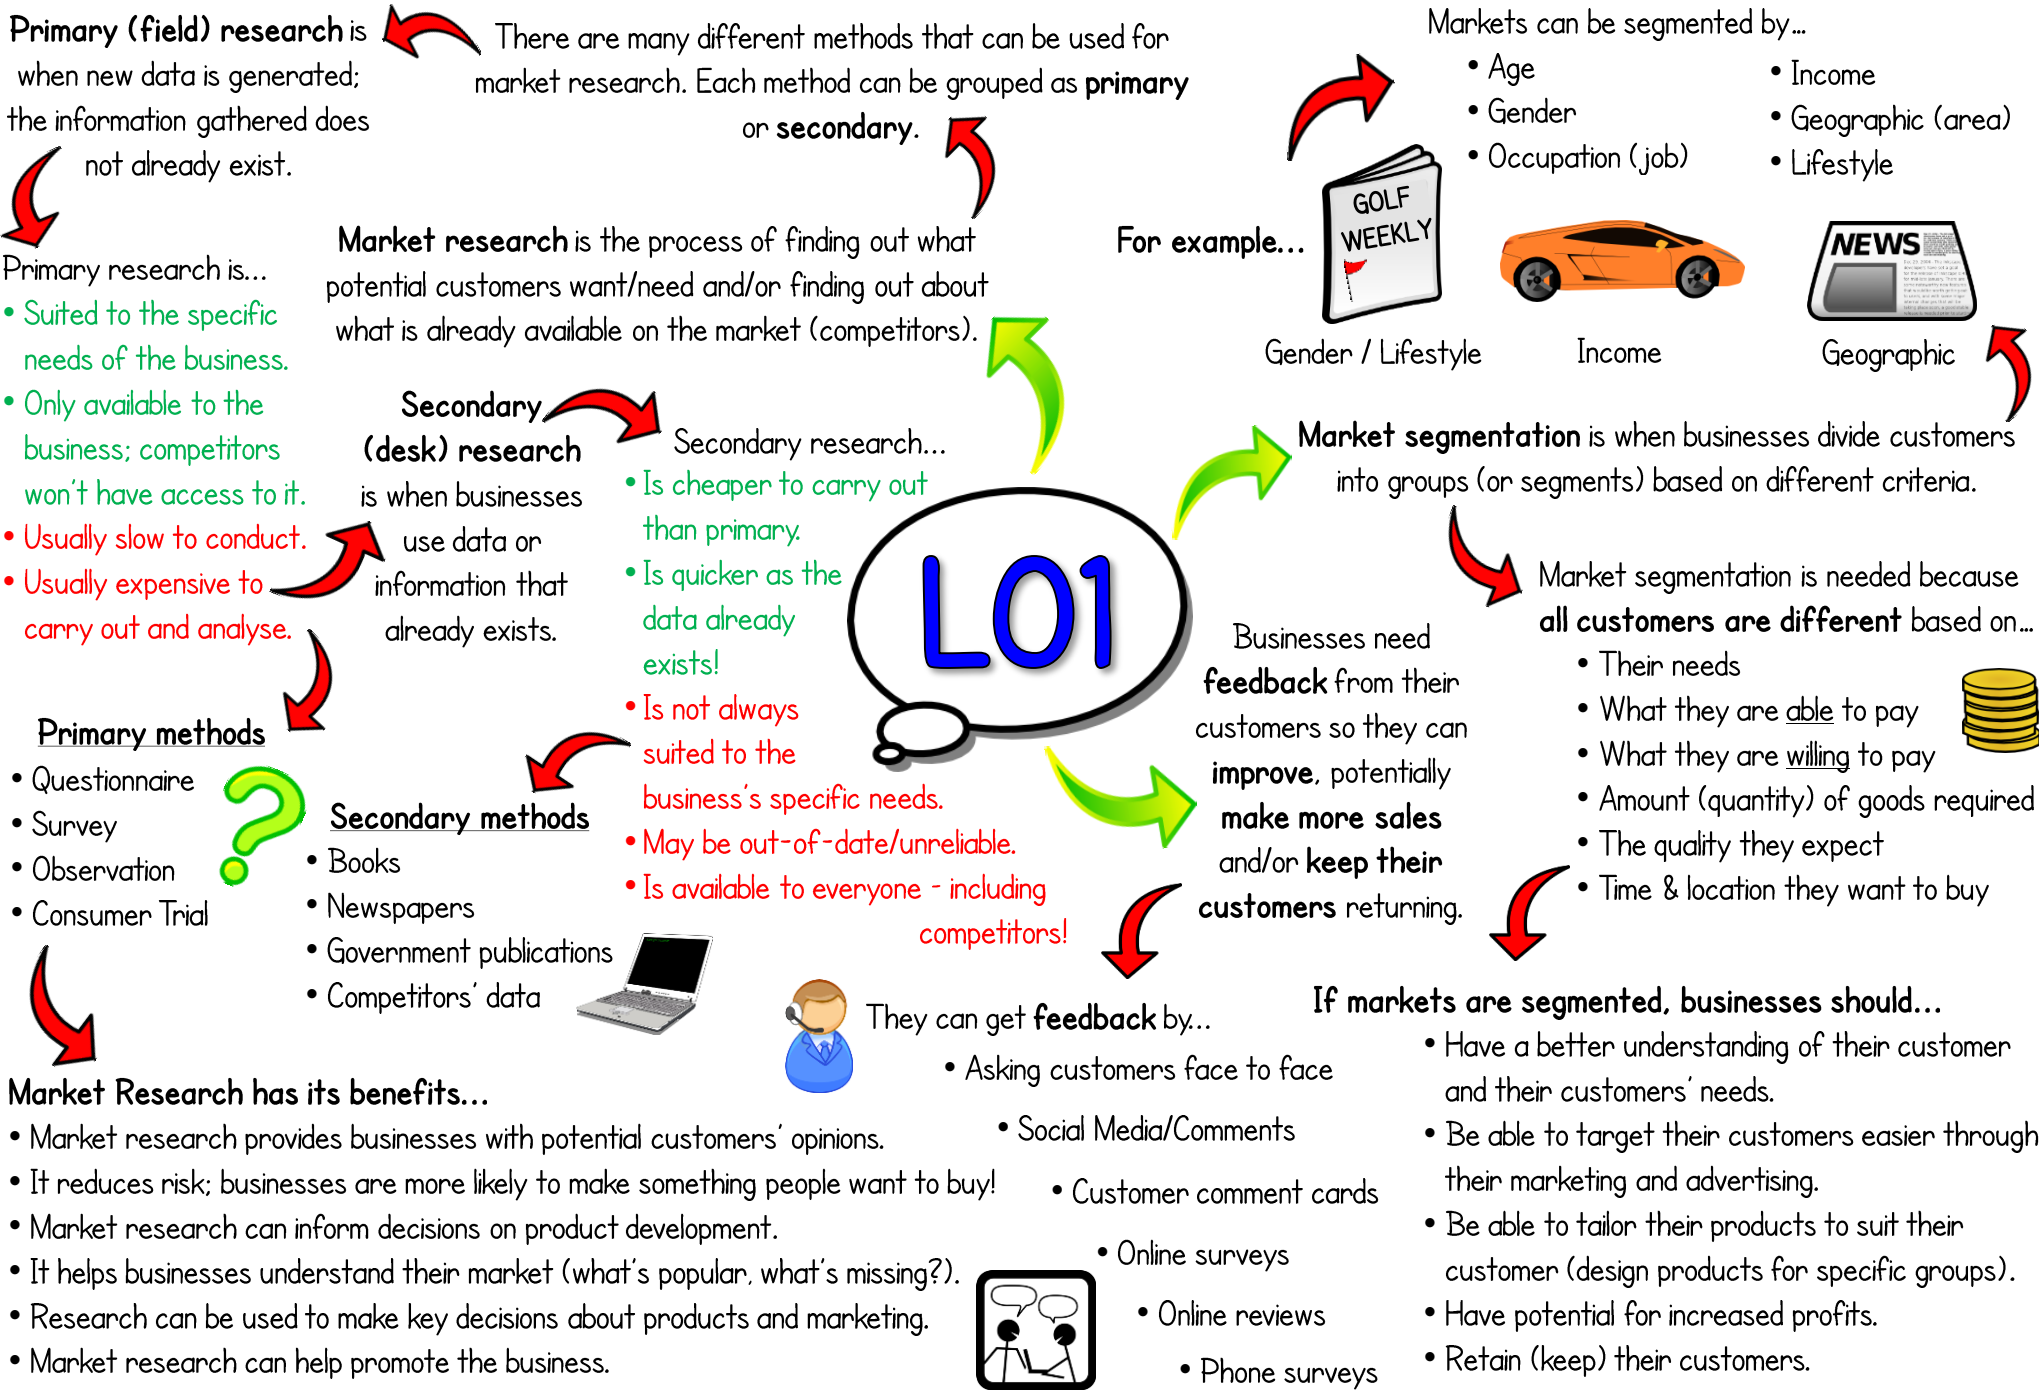 Primary (field) research is
when new data is generated;
the information gathered does
not already exist.
There are many different methods that can be used for
market research. Each method can be grouped as primary
or secondary.
Market research is the process of finding out what
potential customers want/need and/or finding out about
what is already available on the market (competitors).
Primary research is...
• Suited to the specific
needs of the business.
• Only available to the
business; competitors
won't have access to it.
• Usually slow to conduct.
• Usually expensive to
carry out and analyse.
Secondary
(desk) research
is when businesses
use data or
information that
already exists.
Secondary research...
• Is cheaper to carry out
than primary.
• Is quicker as the
data already
exists!
• Is not always
suited to the
business's specific needs.
• May be out-of-date/unreliable.
• Is available to everyone - including
competitors!
Primary methods
• Questionnaire
• Survey
• Observation
• Consumer Trial
Secondary methods
• Books
• Newspapers
• Government publications
• Competitors' data
Market Research has its benefits...
• Market research provides businesses with potential customers' opinions.
• It reduces risk; businesses are more likely to make something people want to buy!
• Market research can inform decisions on product development.
• It helps businesses understand their market (what's popular, what's missing?).
• Research can be used to make key decisions about products and marketing.
• Market research can help promote the business.
LO1
Markets can be segmented by...
• Age
• Gender
• Occupation (job)
• Income
• Geographic (area)
• Lifestyle
For example...
GOLF
WEEKLY
NEWS
Gender / Lifestyle
Income
Geographic
Market segmentation is when businesses divide customers
into groups (or segments) based on different criteria.
Market segmentation is needed because
all customers are different based on...
• Their needs
• What they are able to pay
• What they are willing to pay
• Amount (quantity) of goods required
• The quality they expect
• Time & location they want to buy
Businesses need
feedback from their
customers so they can
improve, potentially
make more sales
and/or keep their
customers returning.
They can get feedback by...
• Asking customers face to face
• Social Media/Comments
• Customer comment cards
• Online surveys
• Online reviews
• Phone surveys
If markets are segmented, businesses should...
• Have a better understanding of their customer
and their customers' needs.
• Be able to target their customers easier through
their marketing and advertising.
• Be able to tailor their products to suit their
customer (design products for specific groups).
• Have potential for increased profits.
• Retain (keep) their customers.